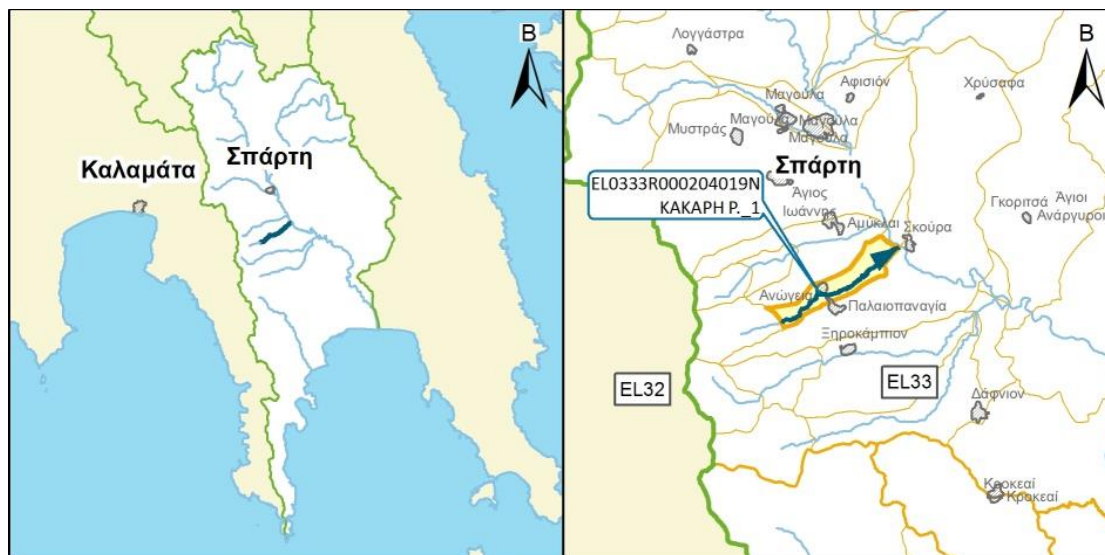 B
Καλαμάτα
Σπάρτη
B
Λογγάστρα
Μαγούλα
Αφισιόν
Χρύσαφα
Μυστράς
Μαγούλα
Μαγούλα
Μαγούλα
Σπάρτη
EL0333R000204019N
ΚΑΚΑΡΗ Ρ._1
Άγιος
Ιωάννης
Αμύκλαι
Σκούρα
Γκοριτσά
Άγιοι
Ανάργυροι
Ανώγεια
Παλαιοπαναγία
Ξηροκάμπιον
EL32
EL33
Δάφνιον
Κροκεαί
Κροκεαί